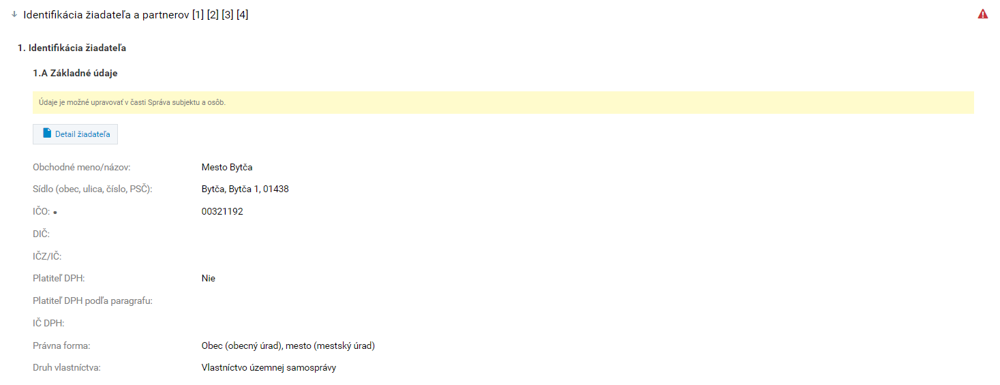 Identifikácia žiadateľa a partnerov [1] [2] [3] [4]
1. Identifikácia žiadateľa
1.A Základné údaje
Údaje je možné upravovať v časti Správa subjektu a osôb.
Detail žiadateľa
Obchodné meno/názov: Mesto Bytča
Sídlo (obec, ulica, číslo, PSČ): Bytča, Bytča 1, 01438
IČO: • 00321192
DIČ:
IČZ/IČ:
Platiteľ DPH: Nie
Platiteľ DPH podľa paragrafu:
IČ DPH:
Právna forma: Obec (obecný úrad), mesto (mestský úrad)
Druh vlastníctva: Vlastníctvo územnej samosprávy